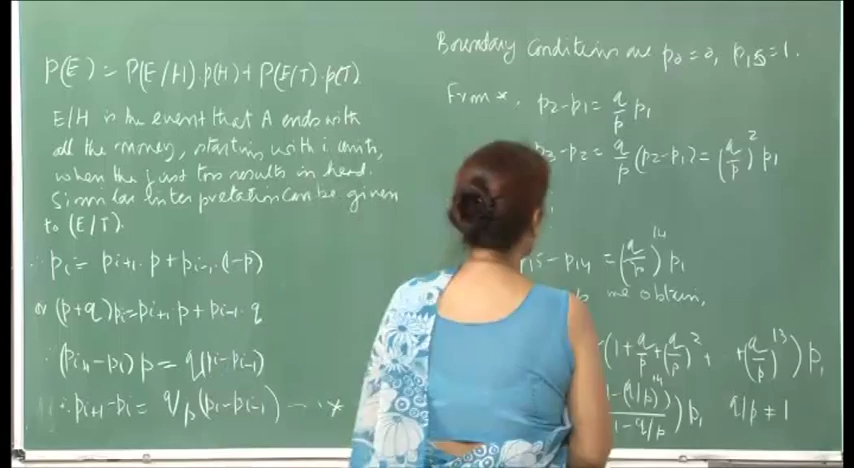 P(E) = P(E/H).p(H) + P(E/T).p(T).
E/H is the event that A ends with
all the money, starting with i units,
when the first toss results in head.
Similar interpretation can be given
to (E/T).
∴ pi = pi+1 . p + pi-1 . (1-p)
or (p+q)pi = pi+1 . p + pi-1 . q
(pi+1 - pi) p = q(pi - pi-1)
∴ pi+1 - pi = q/p (pi - pi-1) — *
Boundary conditions are p0 = 0, p15 = 1.
From *, p2 - p1 = q/p p1
p3 - p2 = q/p (p2 - p1) = (q/p)^2 p1
p15 - p14 = (q/p)^14 p1
we obtain,
(1 + q/p + (q/p)^2 + +(q/p)^13) p1
1 - (q/p)^14 / 1 - q/p ) p1 q/p ≠ 1